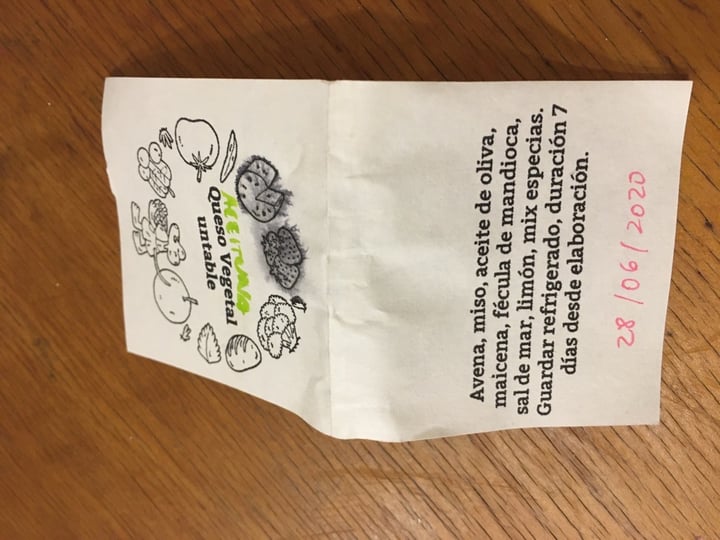 ACEITUNAS
Queso Vegetal
untable
Avena, miso, aceite de oliva,
maicena, fécula de mandioca,
sal de mar, limón, mix especias.
Guardar refrigerado, duración 7
días desde elaboración.
28/06/2020